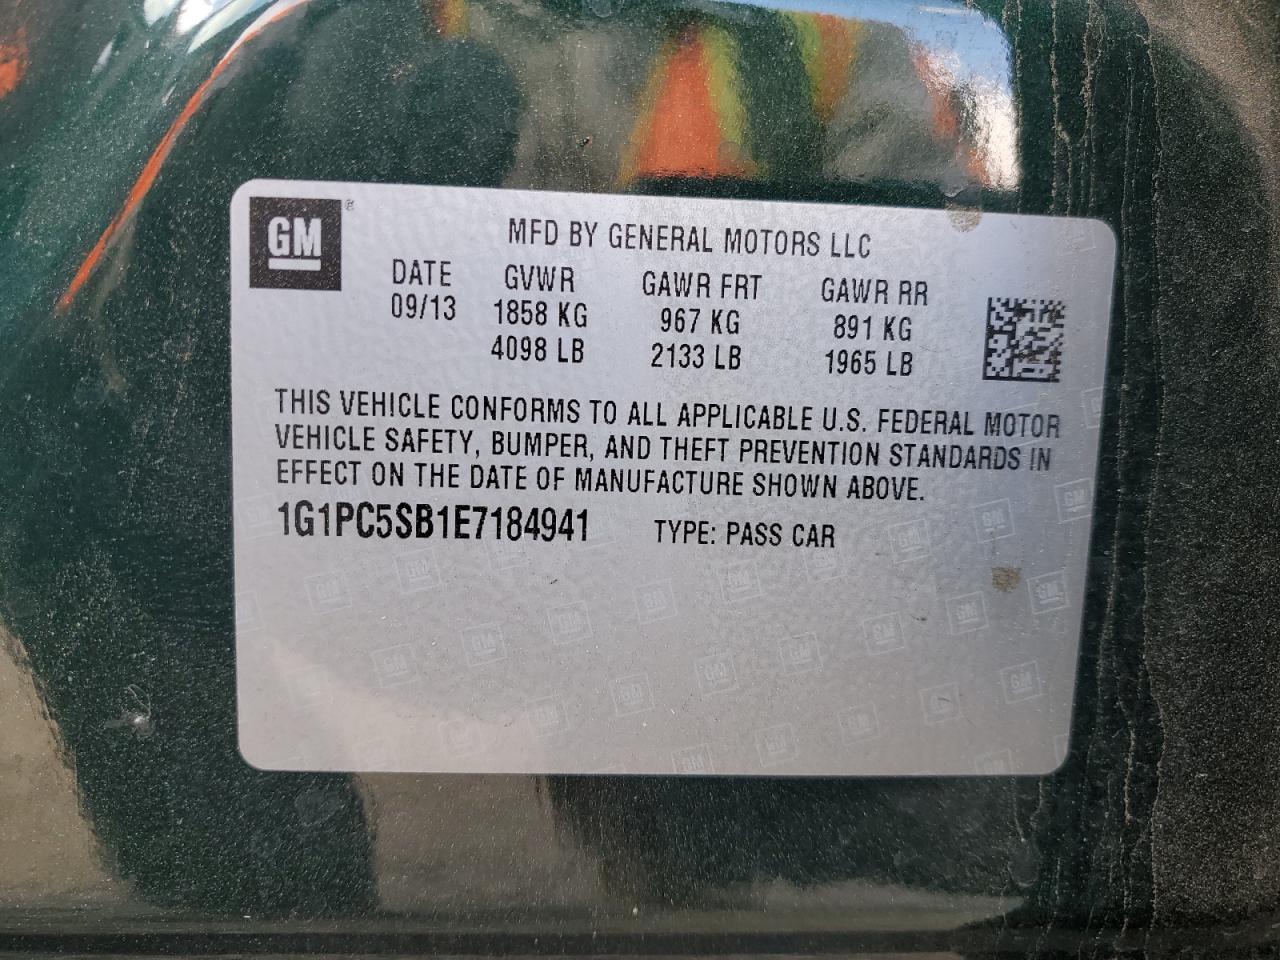 GM ®
MFD BY GENERAL MOTORS LLC
DATE GVWR GAWR FRT GAWR RR
09/13 1858 KG 967 KG 891 KG
4098 LB 2133 LB 1965 LB
THIS VEHICLE CONFORMS TO ALL APPLICABLE U.S. FEDERAL MOTOR
VEHICLE SAFETY, BUMPER, AND THEFT PREVENTION STANDARDS IN
EFFECT ON THE DATE OF MANUFACTURE SHOWN ABOVE.
1G1PC5SB1E7184941 TYPE: PASS CAR